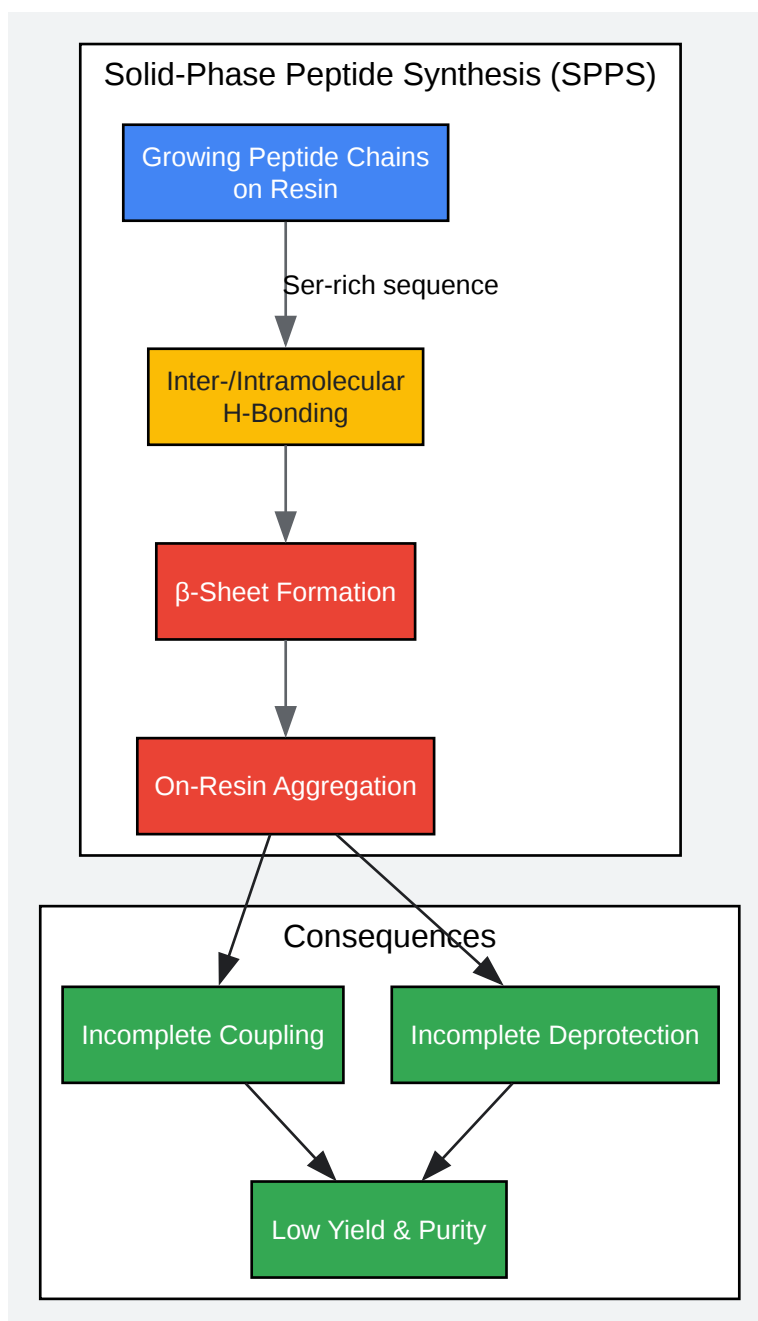 Solid-Phase Peptide Synthesis (SPPS)
Growing Peptide Chains
on Resin
Ser-rich sequence
Inter-/Intramolecular
H-Bonding
β-Sheet Formation
On-Resin Aggregation
Consequences
Incomplete Coupling
Incomplete Deprotection
Low Yield & Purity